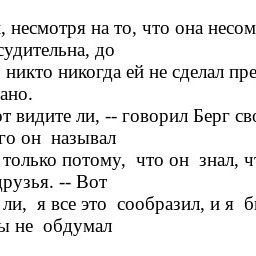 , несмотря на то, что она несом
судительна, до
никто никогда ей не сделал пре
ано.
от видите ли, -- говорил Берг сво
го он называл
только потому, что он знал, чт
друзья. -- Вот
ли, я все это сообразил, и я б
ы не обдумал